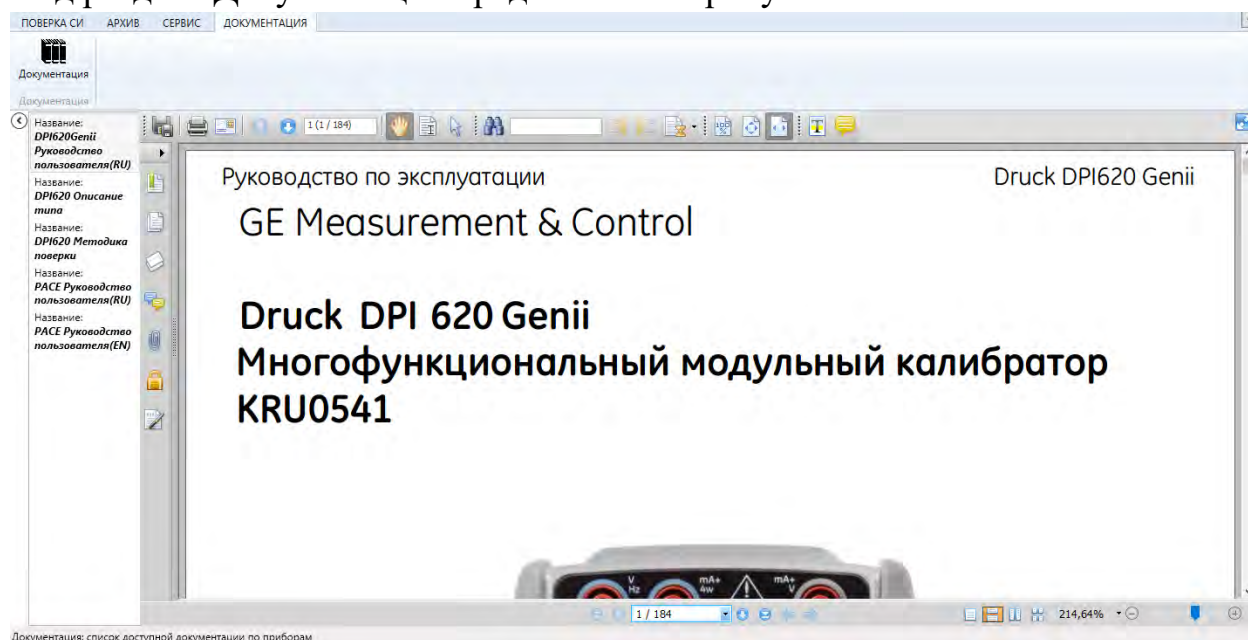 ПОВЕРКА СИ АРХИВ СЕРВИС ДОКУМЕНТАЦИЯ
Документация
Документация
Название:
DPI620Genii
Руководство
пользователя(RU)
Название:
DPI620 Описание
типа
Название:
DPI620 Методика
поверки
Название:
PACE Руководство
пользователя(RU)
Название:
PACE Руководство
пользователя(EN)
1 (1 / 184)
Руководство по эксплуатации Druck DPI620 Genii
GE Measurement & Control
Druck DPI 620 Genii
Многофункциональный модульный калибратор
KRU0541
V Hz mA+ 4w mA+ V
1 / 184 214,64%
Документация: список доступной документации по приборам